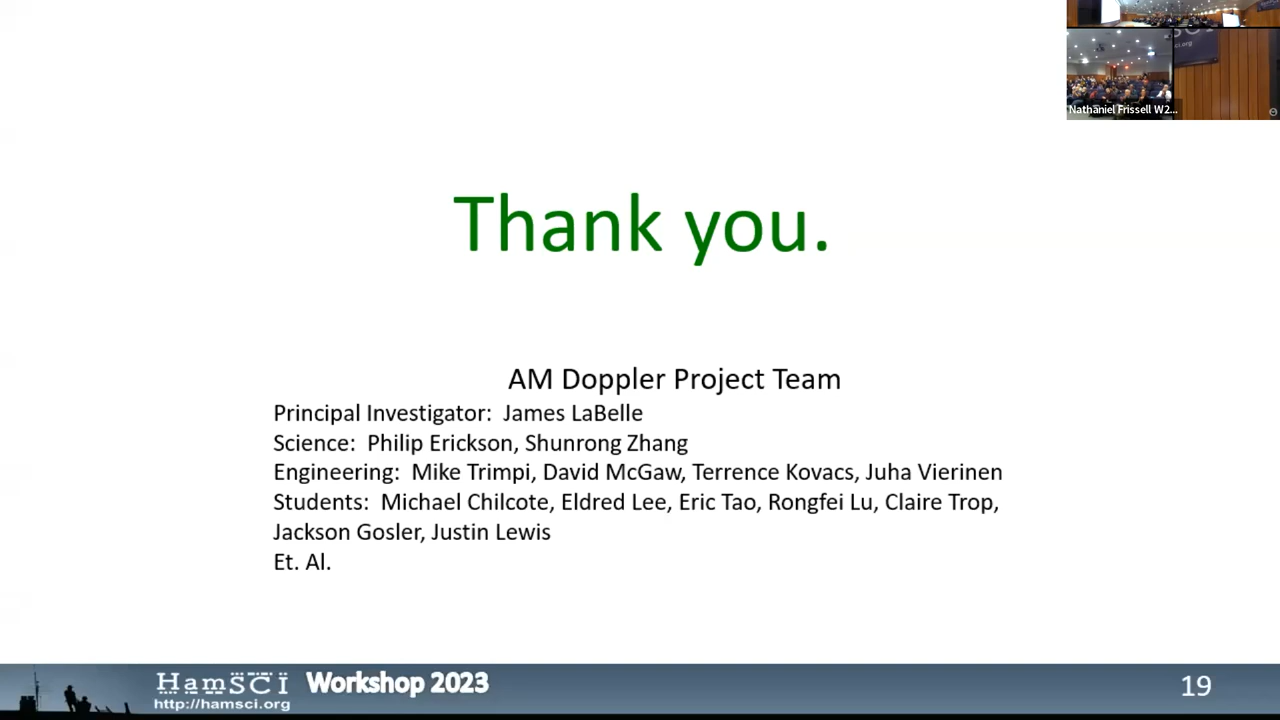 sci.org
Nathaniel Frissell W2...
Thank you.
AM Doppler Project Team
Principal Investigator: James LaBelle
Science: Philip Erickson, Shunrong Zhang
Engineering: Mike Trimpi, David McGaw, Terrence Kovacs, Juha Vierinen
Students: Michael Chilcote, Eldred Lee, Eric Tao, Rongfei Lu, Claire Trop,
Jackson Gosler, Justin Lewis
Et. Al.
HamSCI Workshop 2023
http://hamsci.org
19